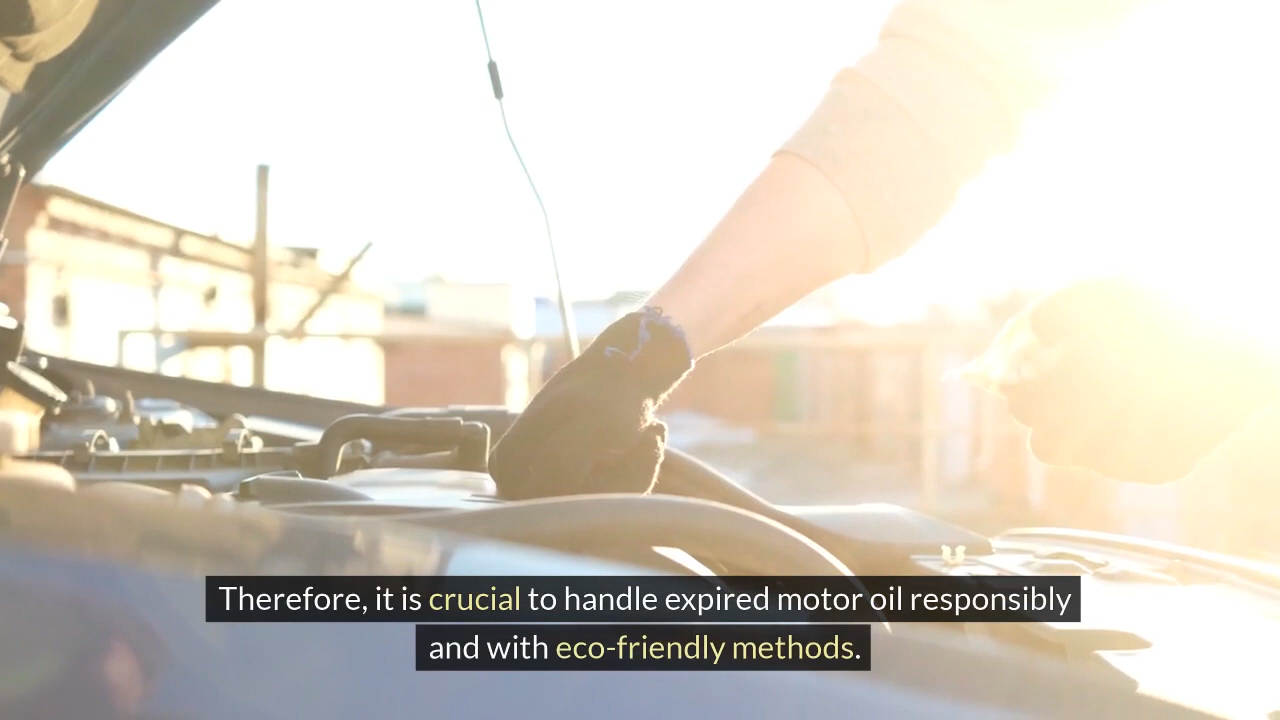 Therefore, it is crucial to handle expired motor oil responsibly
and with eco-friendly methods.